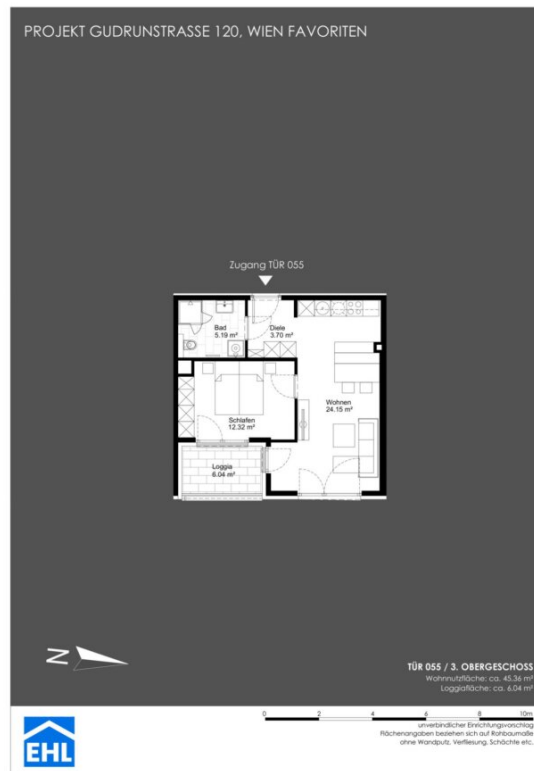 PROJEKT GUDRUNSTRASSE 120, WIEN FAVORITEN
Zugang TÜR 055
Bad
5.19 m²
Diele
3.70 m²
Wohnen
24.15 m²
Schlafen
12.32 m²
Loggia
6.04 m²
N
TÜR 055 / 3. OBERGESCHOSS
Wohnnutzfläche: ca. 45,36 m²
Loggiafläche: ca. 6,04 m²
0 2 4 6 8 10m
unverbindlicher Einrichtungsvorschlag
Flächenangaben beziehen sich auf Rohbaumaße
ohne Wandputz, Verfliesung, Schächte etc.
EHL